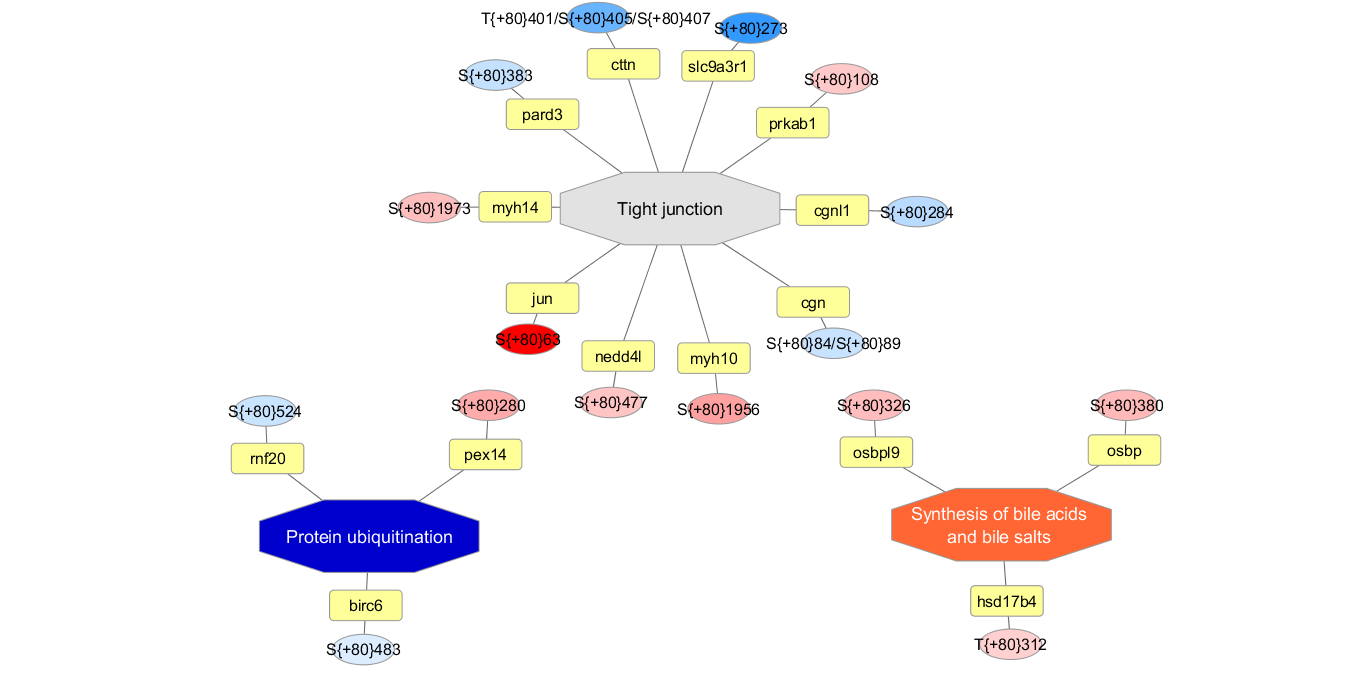 T{+80}401/S{+80}405/S{+80}407
S{+80}273
cttn
slc9a3r1
S{+80}383
S{+80}108
pard3
prkab1
S{+80}1973
myh14
Tight junction
cgnl1
S{+80}284
jun
cgn
S{+80}63
S{+80}84/S{+80}89
nedd4l
myh10
S{+80}477
S{+80}1956
S{+80}524
S{+80}280
S{+80}326
S{+80}380
rnf20
pex14
osbpl9
osbp
Protein ubiquitination
Synthesis of bile acids
and bile salts
birc6
hsd17b4
S{+80}483
T{+80}312